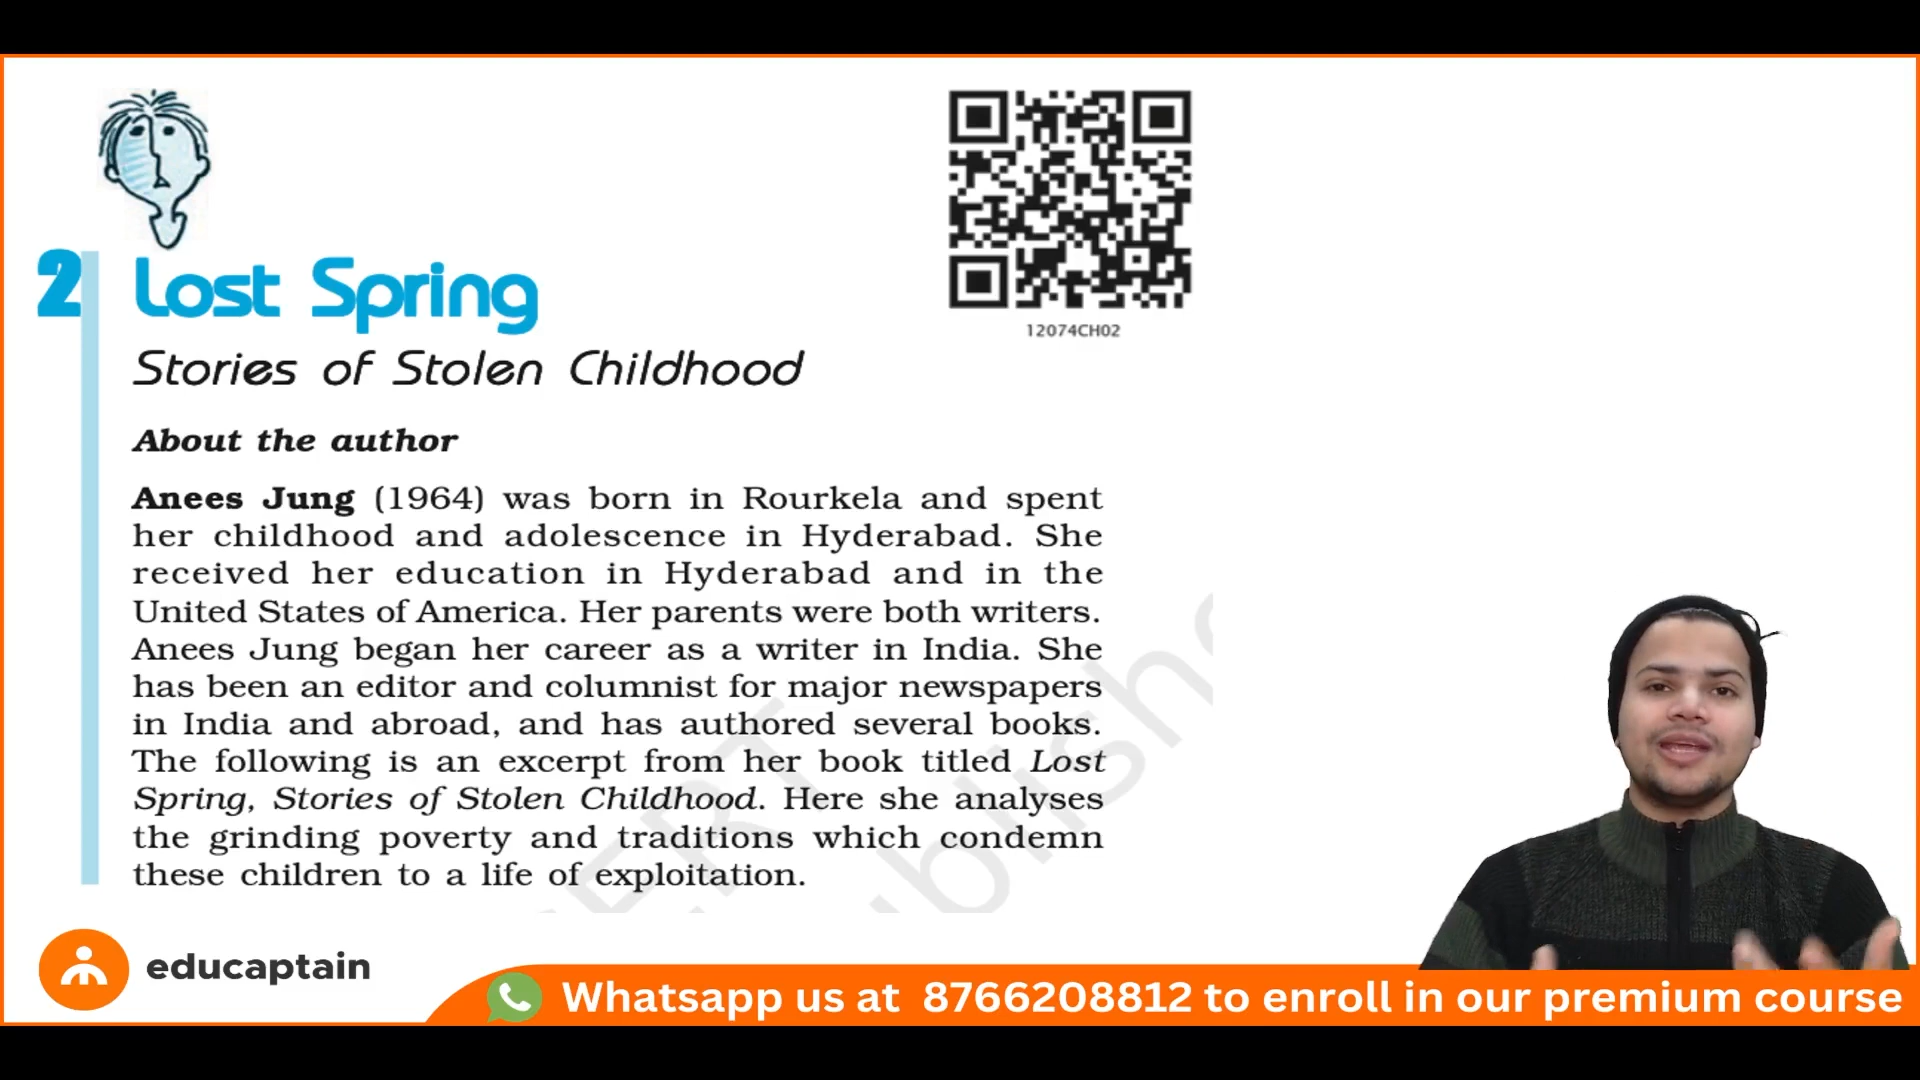 12074CH02
2 Lost Spring
Stories of Stolen Childhood
About the author
Anees Jung (1964) was born in Rourkela and spent
her childhood and adolescence in Hyderabad. She
received her education in Hyderabad and in the
United States of America. Her parents were both writers.
Anees Jung began her career as a writer in India. She
has been an editor and columnist for major newspapers
in India and abroad, and has authored several books.
The following is an excerpt from her book titled Lost
Spring, Stories of Stolen Childhood. Here she analyses
the grinding poverty and traditions which condemn
these children to a life of exploitation.
educaptain
Whatsapp us at 8766208812 to enroll in our premium course